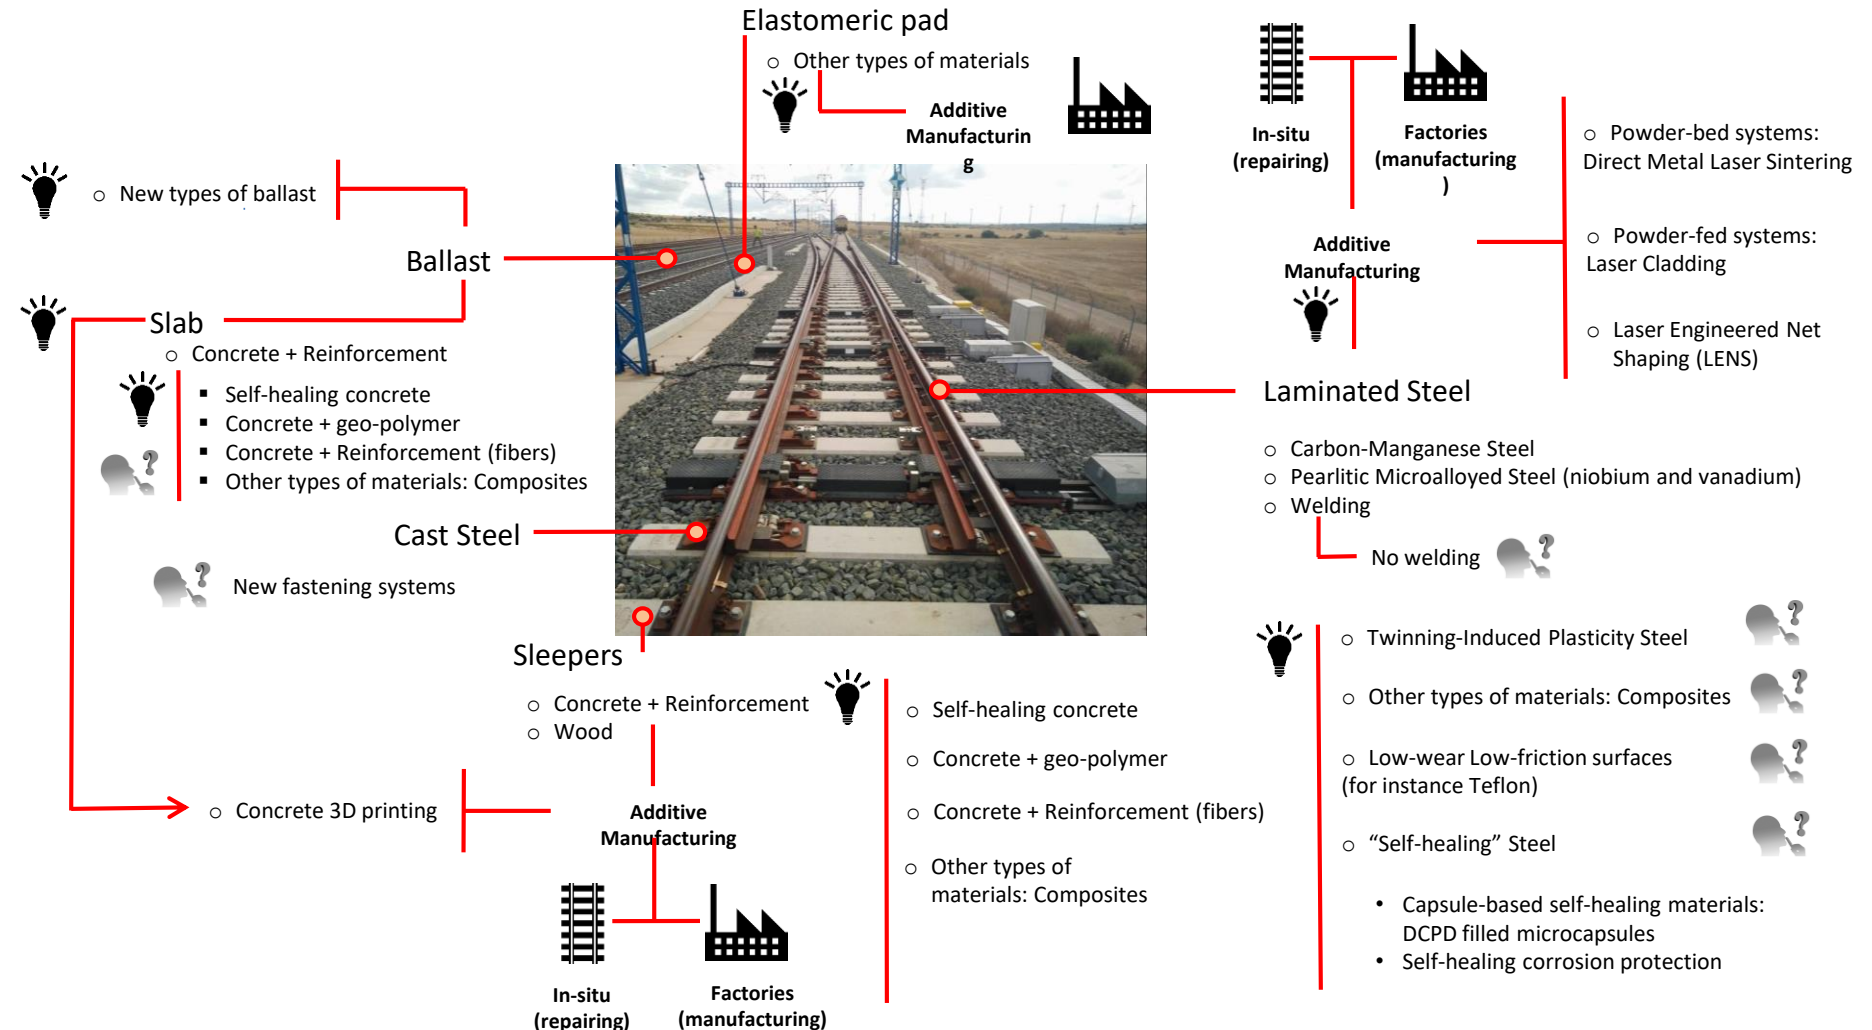 Elastomeric pad
○ Other types of materials
Additive
Manufacturin
g
In-situ
(repairing)
Factories
(manufacturing
)
○ Powder-bed systems:
Direct Metal Laser Sintering
○ Powder-fed systems:
Laser Cladding
○ Laser Engineered Net
Shaping (LENS)
Additive
Manufacturing
○ New types of ballast
Ballast
Slab
○ Concrete + Reinforcement
▪ Self-healing concrete
▪ Concrete + geo-polymer
▪ Concrete + Reinforcement (fibers)
▪ Other types of materials: Composites
Cast Steel
New fastening systems
Laminated Steel
○ Carbon-Manganese Steel
○ Pearlitic Microalloyed Steel (niobium and vanadium)
○ Welding
No welding
○ Twinning-Induced Plasticity Steel
○ Other types of materials: Composites
○ Low-wear Low-friction surfaces
(for instance Teflon)
○ “Self-healing” Steel
• Capsule-based self-healing materials:
DCPD filled microcapsules
• Self-healing corrosion protection
Sleepers
○ Concrete + Reinforcement
○ Wood
○ Self-healing concrete
○ Concrete + geo-polymer
○ Concrete + Reinforcement (fibers)
○ Other types of
materials: Composites
○ Concrete 3D printing
Additive
Manufacturing
In-situ
(repairing)
Factories
(manufacturing)